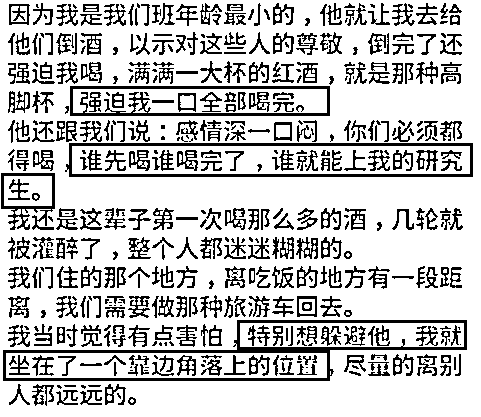 因为我是我们班年龄最小的，他就让我去给
他们倒酒，以示对这些人的尊敬，倒完了还
强迫我喝，满满一大杯的红酒，就是那种高
脚杯，强迫我一口全部喝完。
他还跟我们说：感情深一口闷，你们必须都
得喝，谁先喝谁喝完了，谁就能上我的研究
生。
我还是这辈子第一次喝那么多的酒，几轮就
被灌醉了，整个人都迷迷糊糊的。
我们住的那个地方，离吃饭的地方有一段距
离，我们需要做那种旅游车回去。
我当时觉得有点害怕，特别想躲避他，我就
坐在了一个靠边角落上的位置，尽量的离别
人都远远的。